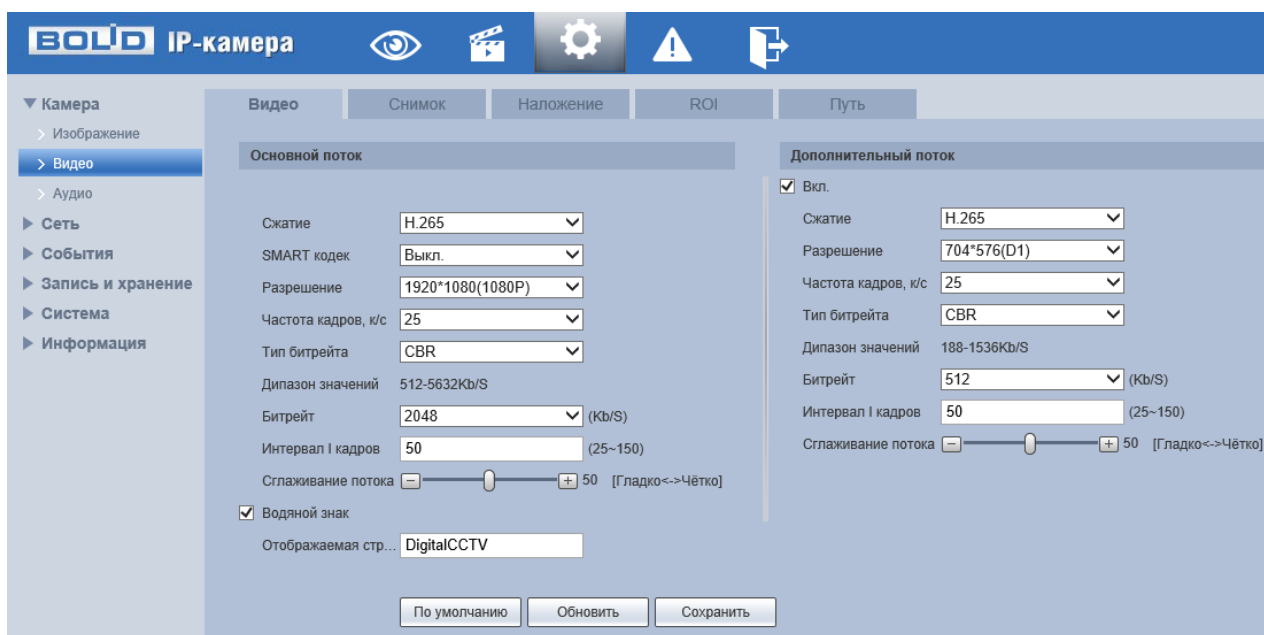 BOLID IP-камера
Камера
Изображение
Видео
Аудио
Сеть
События
Запись и хранение
Система
Информация
Видео Снимок Наложение ROI Путь
Основной поток
Сжатие H.265
SMART кодек Выкл.
Разрешение 1920*1080(1080P)
Частота кадров, к/с 25
Тип битрейта CBR
Дипазон значений 512-5632Kb/S
Битрейт 2048 (Kb/S)
Интервал I кадров 50 (25~150)
Сглаживание потока 50 [Гладко<->Чётко]
Водяной знак
Отображаемая стр... DigitalCCTV
Дополнительный поток
Вкл.
Сжатие H.265
Разрешение 704*576(D1)
Частота кадров, к/с 25
Тип битрейта CBR
Дипазон значений 188-1536Kb/S
Битрейт 512 (Kb/S)
Интервал I кадров 50 (25~150)
Сглаживание потока 50 [Гладко<->Чётко]
По умолчанию Обновить Сохранить